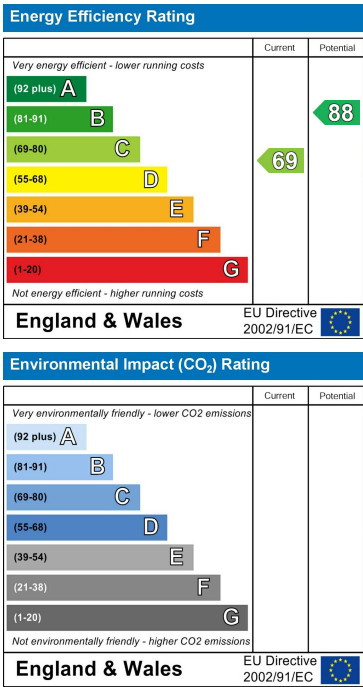 Energy Efficiency Rating
Current Potential
Very energy efficient - lower running costs
(92 plus) A
(81-91) B
(69-80) C
(55-68) D
(39-54) E
(21-38) F
(1-20) G
88
69
Not energy efficient - higher running costs
England & Wales
EU Directive
2002/91/EC
Environmental Impact (CO₂) Rating
Current Potential
Very environmentally friendly - lower CO2 emissions
(92 plus) A
(81-91) B
(69-80) C
(55-68) D
(39-54) E
(21-38) F
(1-20) G
Not environmentally friendly - higher CO2 emissions
England & Wales
EU Directive
2002/91/EC